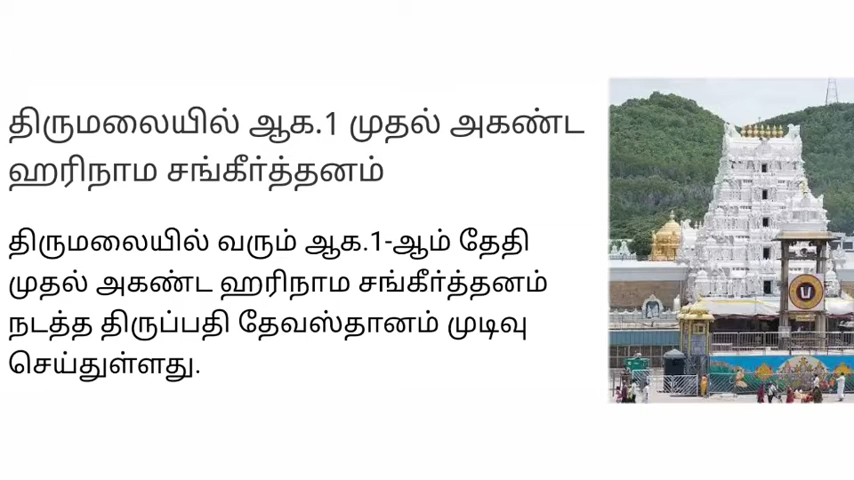 திருமலையில் ஆக.1 முதல் அகண்ட
ஹரிநாம சங்கீர்த்தனம்
திருமலையில் வரும் ஆக.1-ஆம் தேதி
முதல் அகண்ட ஹரிநாம சங்கீர்த்தனம்
நடத்த திருப்பதி தேவஸ்தானம் முடிவு
செய்துள்ளது.